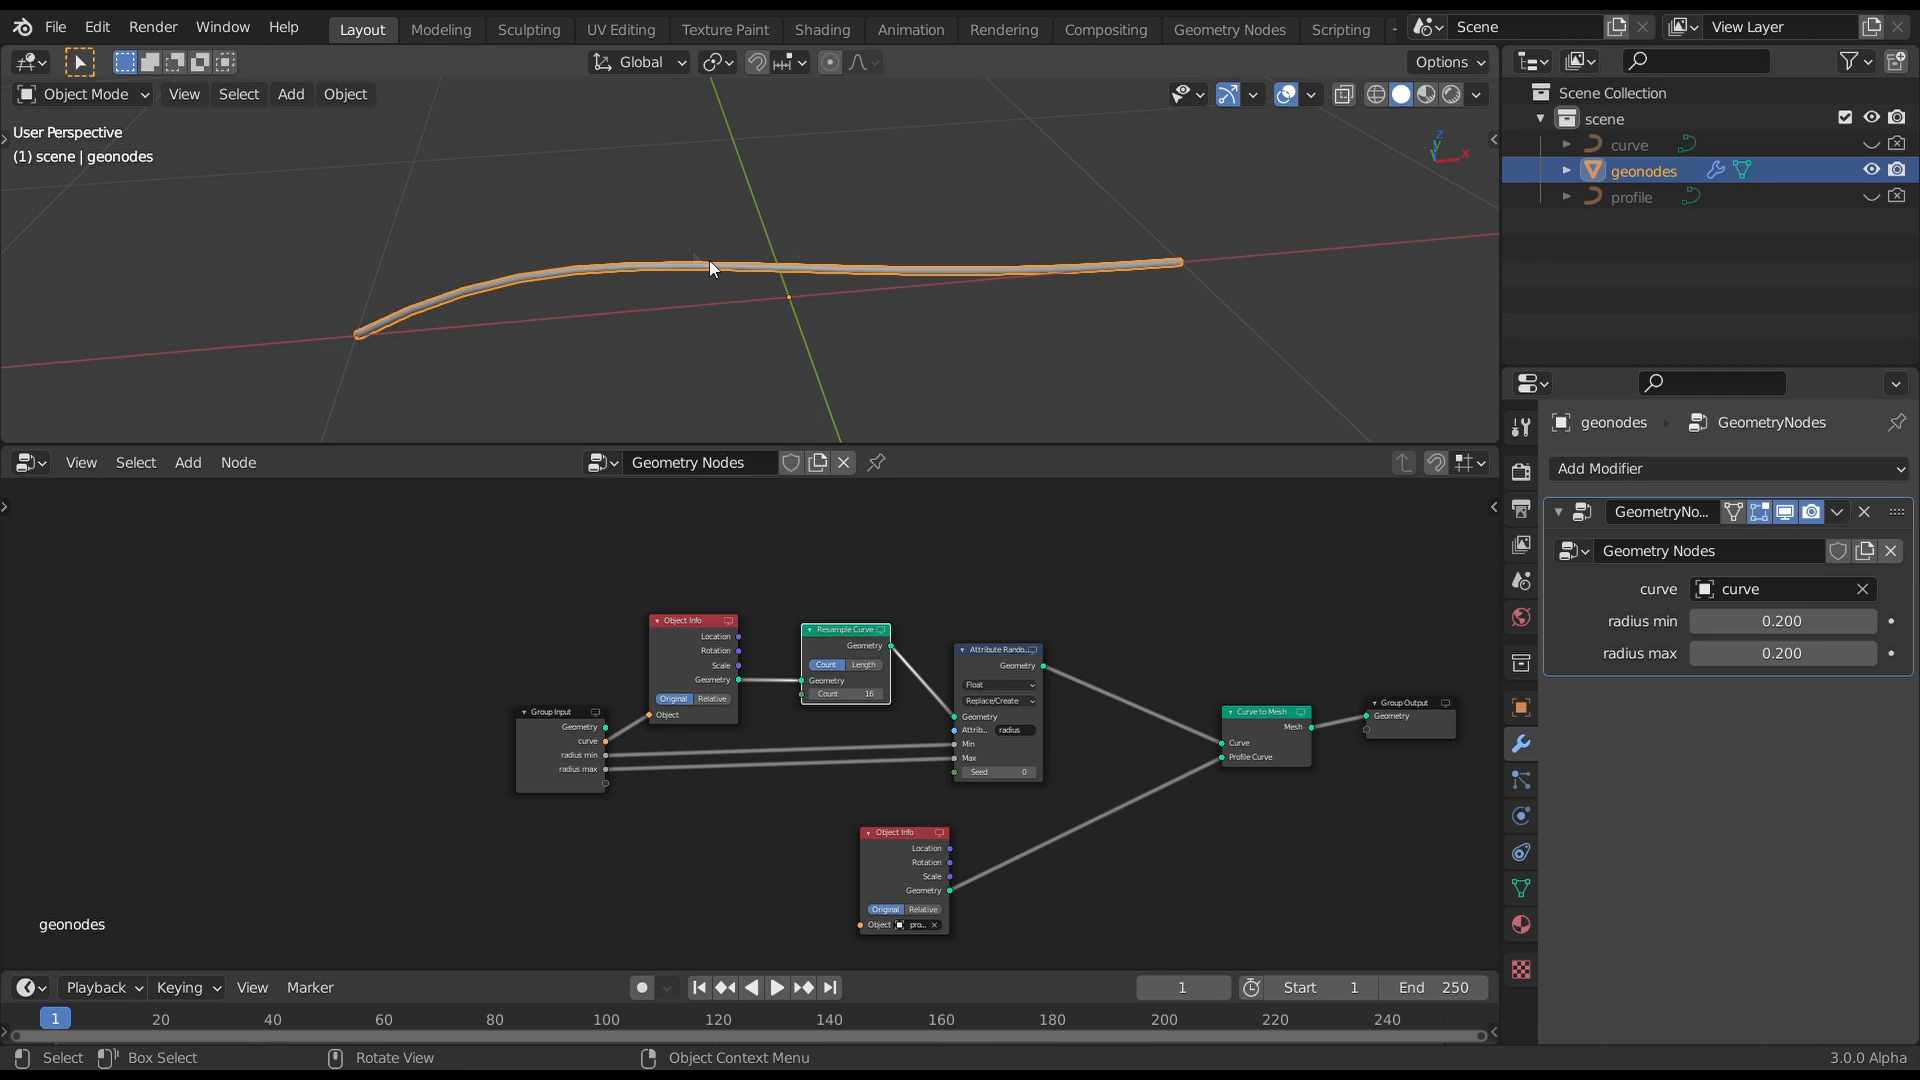 File Edit Render Window Help Layout Modeling Sculpting UV Editing Texture Paint Shading Animation Rendering Compositing Geometry Nodes Scripting Scene View Layer
Global Options
Object Mode View Select Add Object
User Perspective
(1) scene | geonodes
Z
Y
X
Scene Collection
scene
curve
geonodes
profile
geonodes GeometryNodes
Add Modifier
GeometryNo...
Geometry Nodes
curve curve
radius min 0.200
radius max 0.200
View Select Add Node Geometry Nodes
Group Input
Geometry
curve
radius min
radius max
Object Info
Location
Rotation
Scale
Geometry
Original Relative
Object
Resample Curve
Geometry
Count Length
Geometry
Count 16
Attribute Rando...
Geometry
Float
Replace/Create
Geometry
Attrib... radius
Min
Max
Seed 0
Object Info
Location
Rotation
Scale
Geometry
Original Relative
Object pro...
Curve to Mesh
Mesh
Curve
Profile Curve
Group Output
Geometry
geonodes
Playback Keying View Marker 1 Start 1 End 250
1 20 40 60 80 100 120 140 160 180 200 220 240
Select Box Select Rotate View Object Context Menu 3.0.0 Alpha